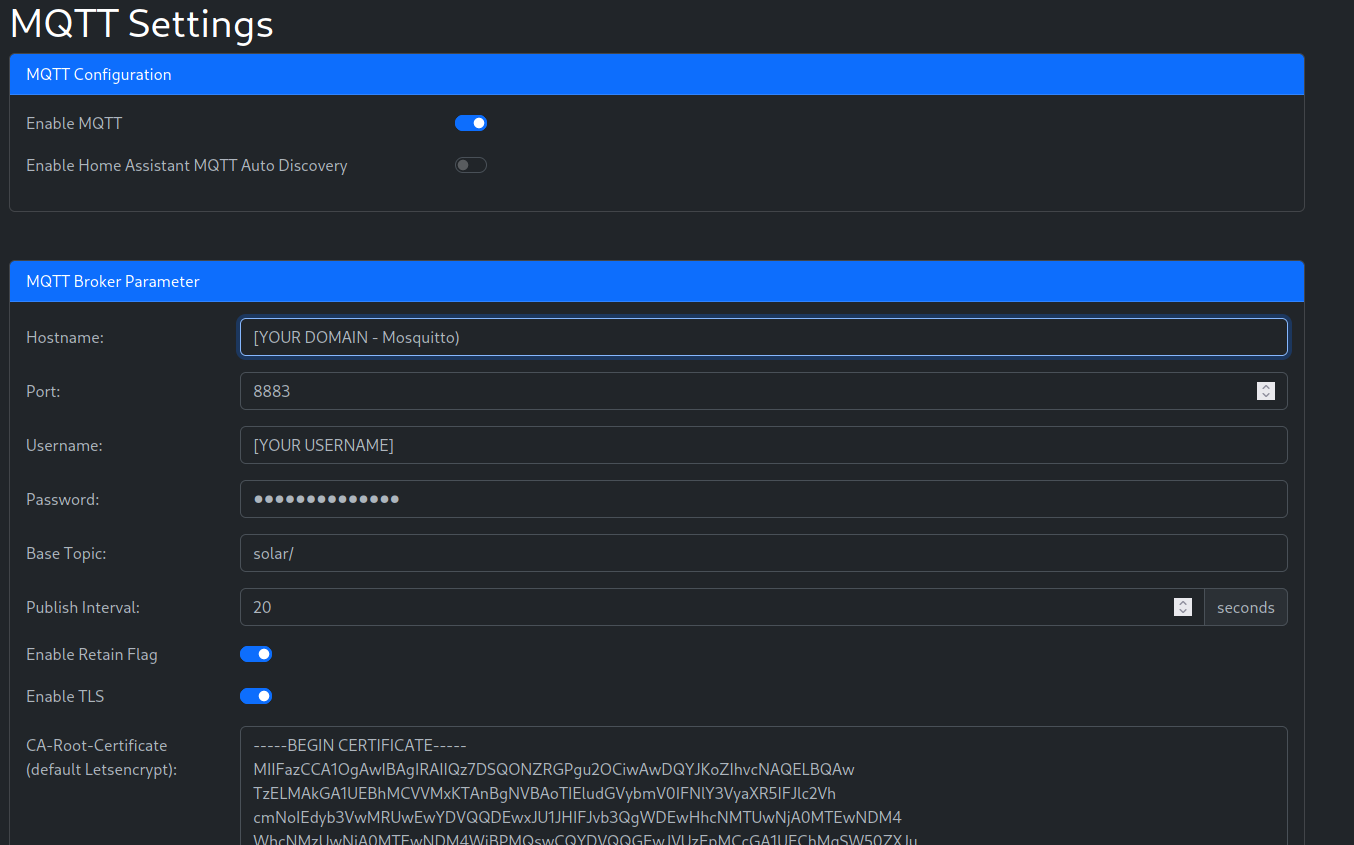 MQTT Settings
MQTT Configuration
Enable MQTT
Enable Home Assistant MQTT Auto Discovery
MQTT Broker Parameter
Hostname: [YOUR DOMAIN - Mosquitto)
Port: 8883
Username: [YOUR USERNAME]
Password: ●●●●●●●●●●●●●●
Base Topic: solar/
Publish Interval: 20 seconds
Enable Retain Flag
Enable TLS
CA-Root-Certificate
(default Letsencrypt):
-----BEGIN CERTIFICATE-----
MIIFazCCA1OgAwIBAgIRAIIQz7DSQONZRGPgu2OCiwAwDQYJKoZIhvcNAQELBQAw
TzELMAkGA1UEBhMCVVMxKTAnBgNVBAoTIEludGVybmV0IFNlY3VyaXR5IFJlc2Vh
cmNoIEdyb3VwMRUwEwYDVQQDEwxJU1JHIFJvb3QgWDEwHhcNMTUwNjA0MTEwNDM4
WhcNMzUwNjA0MTEwNDM4WjBPMQswCQYDVQQGEwJVUzEpMCcGA1UEChMgSW50ZXJu